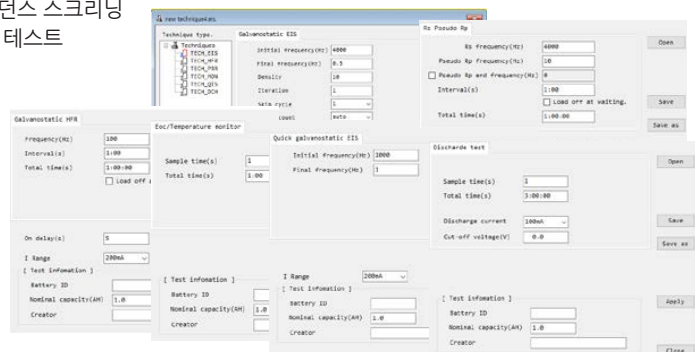 던스 스크리닝
테스트
new technique4ats.
Technique type.
Techniques
TECH_EIS
TECH_HFR
TECH_PRR
TECH_MON
TECH_QIS
TECH_DCH
Galvanostatic EIS
Initial frequency(Hz) 4000
Final frequency(Hz) 0.5
Density 10
Iteration 1
Skip cycle 1
count auto
Rs Pseudo Rp
Rs frequency(Hz) 4000
Pseudo Rp frequency(Hz) 10
Pseudo Rp end frequency(Hz) 0
Interval(s) 1:00
Load off at waiting.
Total time(s) 1:00:00
Open
Save
Save as
Galvanostatic HFR
Frequency(Hz) 100
Interval(s) 1:00
Total time(s) 1:00:00
Load off
On delay(s) 5
I Range 200mA
[ Test infomation ]
Battery ID
Nominal capacity(AH) 1.0
Creator
Eoc/Temperature monitor
Sample time(s) 1
Total time(s) 1:00
[ Test infomation ]
Battery ID
Nominal capacity(AH) 1.0
Creator
Quick galvanostatic EIS
Initial Frequency(Hz) 1000
Final Frequency(Hz) 1
I Range 200mA
[ Test infomation ]
Battery ID
Nominal capacity(AH) 1.0
Creator
Discharde test
Sample time(s) 1
Total time(s) 3:00:00
Discharge current 100mA
Cut-off voltage(V) 0.0
[ Test infomation ]
Battery ID
Nominal capacity(AH) 1.0
Creator
Open
Save
Save as
Apply
Close